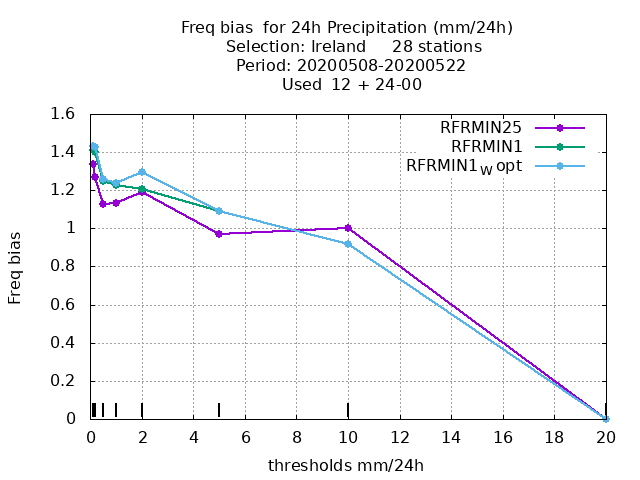 Freq bias  for 24h Precipitation (mm/24h)
Selection: Ireland     28 stations
Period: 20200508-20200522
Used  12 + 24-00
RFRMIN25
RFRMIN1
RFRMIN1W opt
1.6
1.4
1.2
1
0.8
0.6
0.4
0.2
0
Freq bias
0 2 4 6 8 10 12 14 16 18 20
thresholds mm/24h